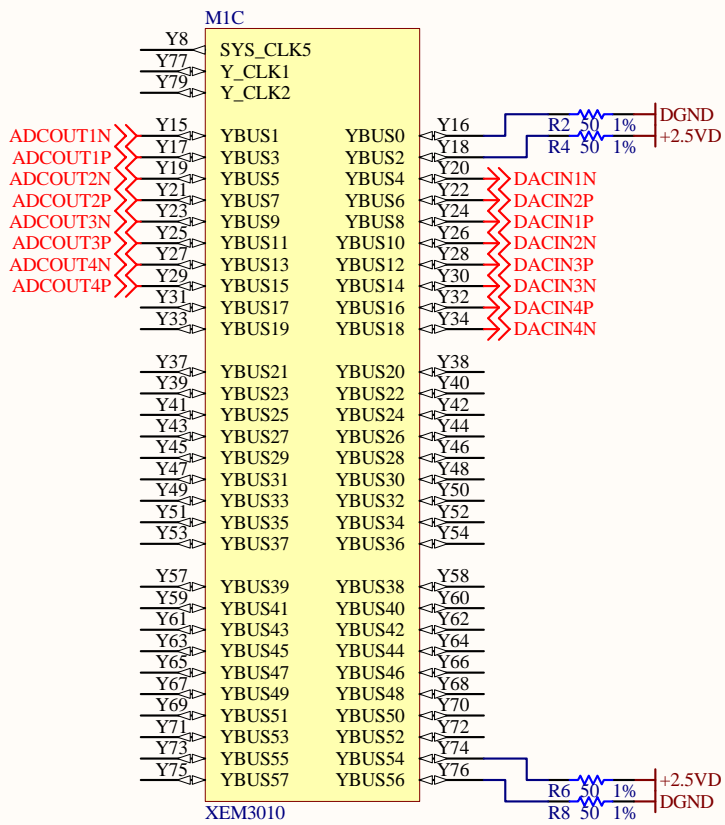 M1C
Y8 SYS_CLK5
Y77 Y_CLK1
Y79 Y_CLK2
ADCOUT1N Y15 YBUS1 YBUS0 Y16 R2 50 1% DGND
ADCOUT1P Y17 YBUS3 YBUS2 Y18 R4 50 1% +2.5VD
ADCOUT2N Y19 YBUS5 YBUS4 Y20 DACIN1N
ADCOUT2P Y21 YBUS7 YBUS6 Y22 DACIN2P
ADCOUT3N Y23 YBUS9 YBUS8 Y24 DACIN1P
ADCOUT3P Y25 YBUS11 YBUS10 Y26 DACIN2N
ADCOUT4N Y27 YBUS13 YBUS12 Y28 DACIN3P
ADCOUT4P Y29 YBUS15 YBUS14 Y30 DACIN3N
Y31 YBUS17 YBUS16 Y32 DACIN4P
Y33 YBUS19 YBUS18 Y34 DACIN4N
Y37 YBUS21 YBUS20 Y38
Y39 YBUS23 YBUS22 Y40
Y41 YBUS25 YBUS24 Y42
Y43 YBUS27 YBUS26 Y44
Y45 YBUS29 YBUS28 Y46
Y47 YBUS31 YBUS30 Y48
Y49 YBUS33 YBUS32 Y50
Y51 YBUS35 YBUS34 Y52
Y53 YBUS37 YBUS36 Y54
Y57 YBUS39 YBUS38 Y58
Y59 YBUS41 YBUS40 Y60
Y61 YBUS43 YBUS42 Y62
Y63 YBUS45 YBUS44 Y64
Y65 YBUS47 YBUS46 Y66
Y67 YBUS49 YBUS48 Y68
Y69 YBUS51 YBUS50 Y70
Y71 YBUS53 YBUS52 Y72
Y73 YBUS55 YBUS54 Y74 R6 50 1% +2.5VD
Y75 YBUS57 YBUS56 Y76 R8 50 1% DGND
XEM3010